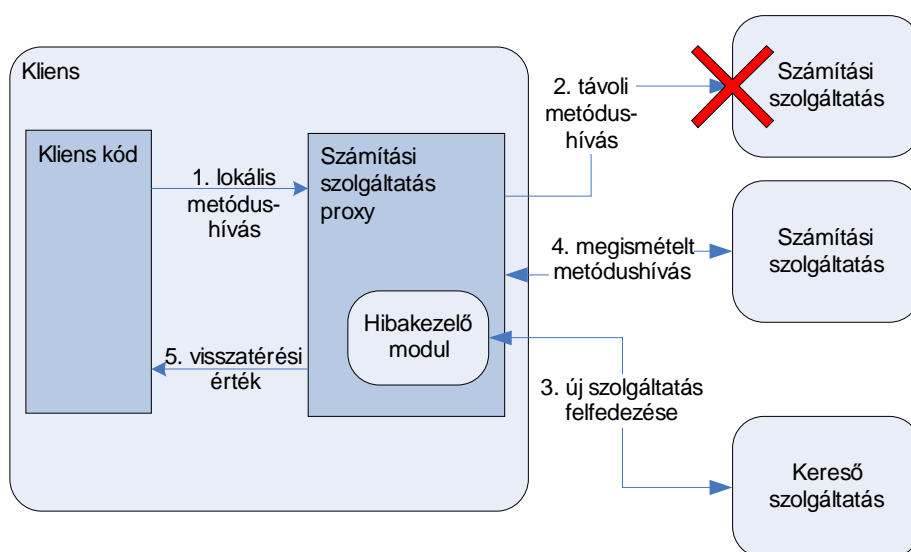 Kliens
Kliens kód
1. lokális
metódus-
hívás
Számítási
szolgáltatás
proxy
2. távoli
metódus-
hívás
Számítási
szolgáltatás
4. megismételt
metódushívás
Számítási
szolgáltatás
Hibakezelő
modul
5. visszatérési
érték
3. új szolgáltatás
felfedezése
Kereső
szolgáltatás